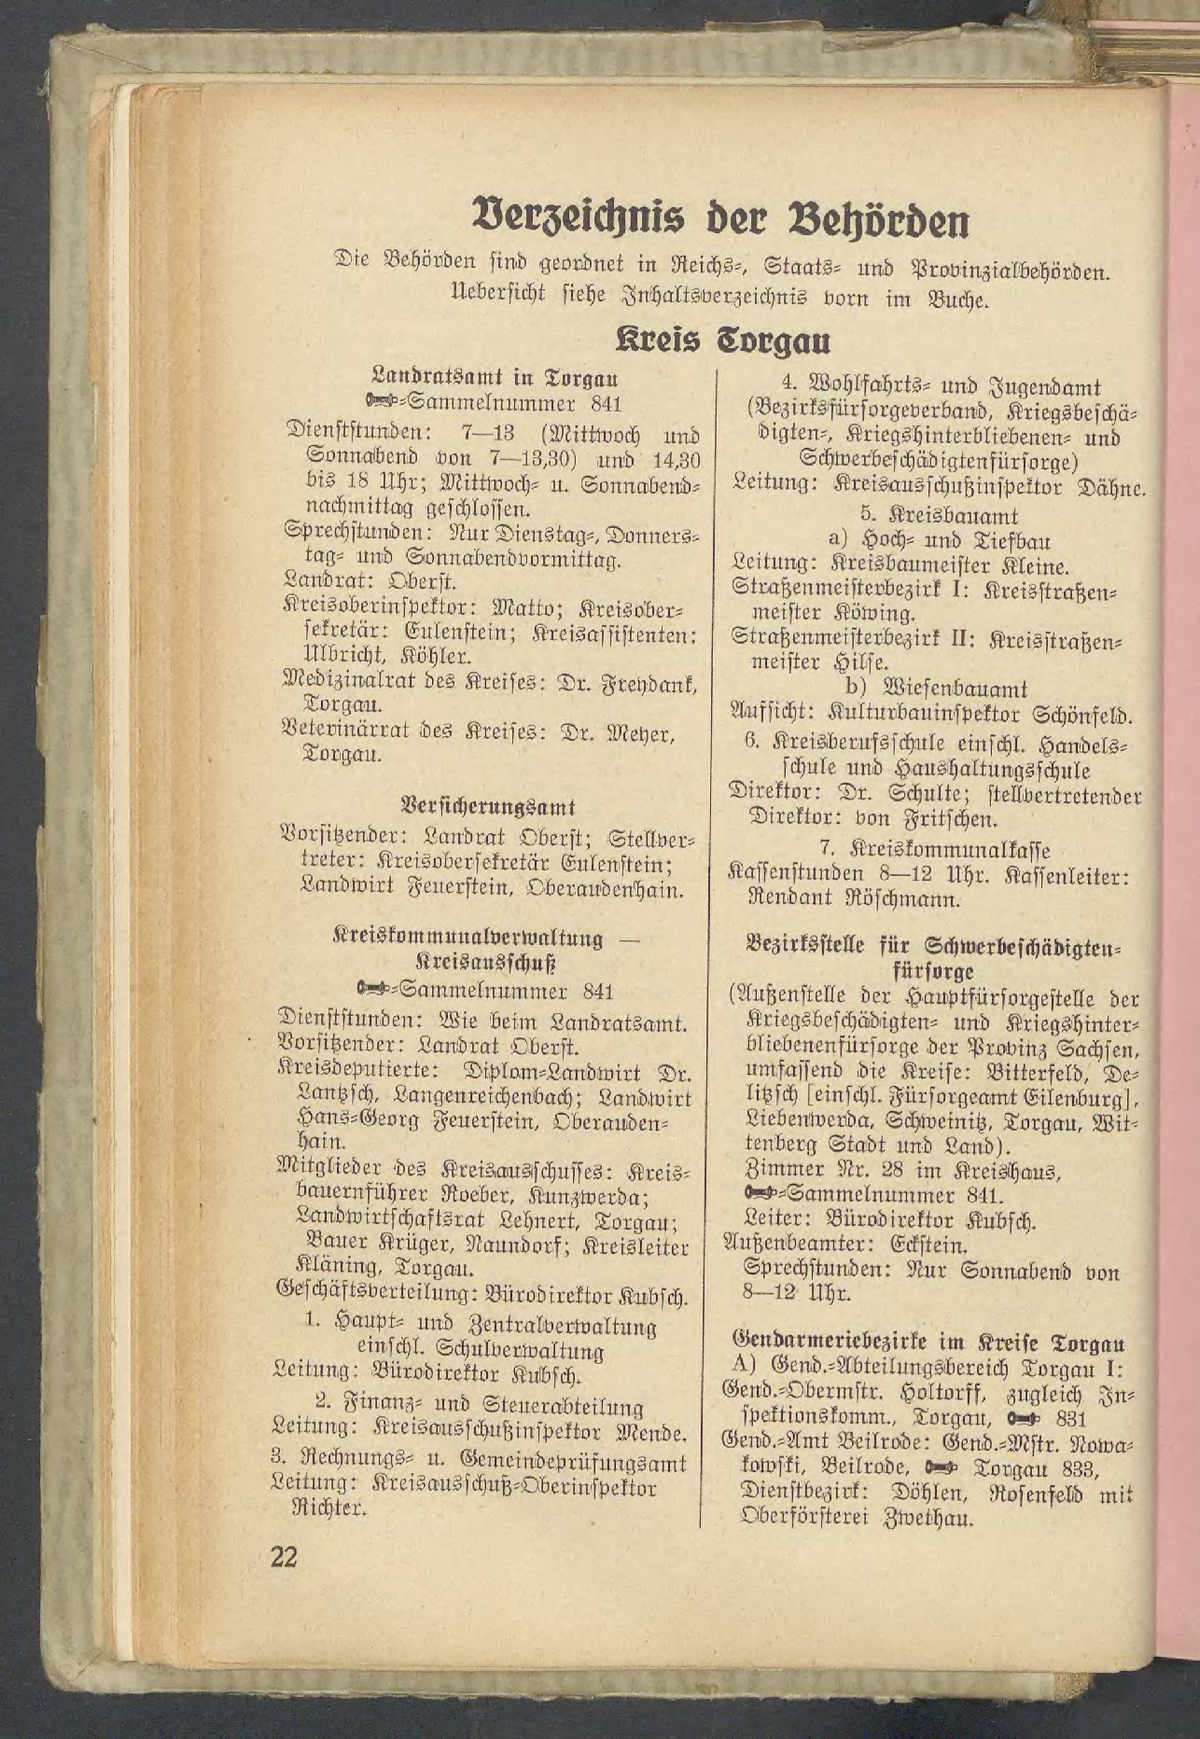 Verzeichnis der Behörden
Die Behörden sind geordnet in Reichs-, Staats- und Provinzialbehörden.
Uebersicht siehe Inhaltsverzeichnis vorn im Buche.
Kreis Torgau
Landratsamt in Torgau
-Sammelnummer 841
Dienststunden: 7—13 (Mittwoch und
Sonnabend von 7—13,30) und 14,30
bis 18 Uhr; Mittwoch- u. Sonnabend-
nachmittag geschlossen.
Sprechstunden: Nur Dienstag-, Donners-
tag- und Sonnabendvormittag.
Landrat: Oberst.
Kreisoberinspektor: Matto; Kreisober-
sekretär: Eulenstein; Kreisassistenten:
Ulbricht, Köhler.
Medizinalrat des Kreises: Dr. Freydank,
Torgau.
Veterinärrat des Kreises: Dr. Meyer,
Torgau.
Versicherungsamt
Vorsitzender: Landrat Oberst; Stellver-
treter: Kreisobersekretär Eulenstein;
Landwirt Feuerstein, Oberaudenhain.
Kreiskommunalverwaltung —
Kreisausschuß
-Sammelnummer 841
Dienststunden: Wie beim Landratsamt.
Vorsitzender: Landrat Oberst.
Kreisdeputierte: Diplom-Landwirt Dr.
Lantzsch, Langenreichenbach; Landwirt
Hans-Georg Feuerstein, Oberauden-
hain.
Mitglieder des Kreisausschusses: Kreis-
bauernführer Roeber, Kunzwerda;
Landwirtschaftsrat Lehnert, Torgau;
Bauer Krüger, Naundorf; Kreisleiter
Kläning, Torgau.
Geschäftsverteilung: Bürodirektor Kubsch.
1. Haupt- und Zentralverwaltung
einschl. Schulverwaltung
Leitung: Bürodirektor Kubsch.
2. Finanz- und Steuerabteilung
Leitung: Kreisausschußinspektor Mende.
3. Rechnungs- u. Gemeindeprüfungsamt
Leitung: Kreisausschuß-Oberinspektor
Richter.
4. Wohlfahrts- und Jugendamt
(Bezirksfürsorgeverband, Kriegsbeschä-
digten-, Kriegshinterbliebenen- und
Schwerbeschädigtenfürsorge)
Leitung: Kreisausschußinspektor Dähne.
5. Kreisbauamt
a) Hoch- und Tiefbau
Leitung: Kreisbaumeister Kleine.
Straßenmeisterbezirk I: Kreisstraßen-
meister Köwing.
Straßenmeisterbezirk II: Kreisstraßen-
meister Hilse.
b) Wiesenbauamt
Aufsicht: Kulturbauinspektor Schönfeld.
6. Kreisberufsschule einschl. Handels-
schule und Haushaltungsschule
Direktor: Dr. Schulte; stellvertretender
Direktor: von Fritschen.
7. Kreiskommunalkasse
Kassenstunden 8—12 Uhr. Kassenleiter:
Rendant Röschmann.
Bezirksstelle für Schwerbeschädigten-
fürsorge
(Außenstelle der Hauptfürsorgestelle der
Kriegsbeschädigten- und Kriegshinter-
bliebenenfürsorge der Provinz Sachsen,
umfassend die Kreise: Bitterfeld, De-
litzsch [einschl. Fürsorgeamt Eilenburg],
Liebenwerda, Schweinitz, Torgau, Wit-
tenberg Stadt und Land).
Zimmer Nr. 28 im Kreishaus,
-Sammelnummer 841.
Leiter: Bürodirektor Kubsch.
Außenbeamter: Eckstein.
Sprechstunden: Nur Sonnabend von
8—12 Uhr.
Gendarmeriebezirke im Kreise Torgau
A) Gend.-Abteilungsbereich Torgau I:
Gend.-Obermstr. Holtorff, zugleich In-
spektionskomm., Torgau, 831
Gend.-Amt Beilrode: Gend.-Mstr. Nowa-
kowski, Beilrode, Torgau 833,
Dienstbezirk: Döhlen, Rosenfeld mit
Oberförsterei Zwethau.
22